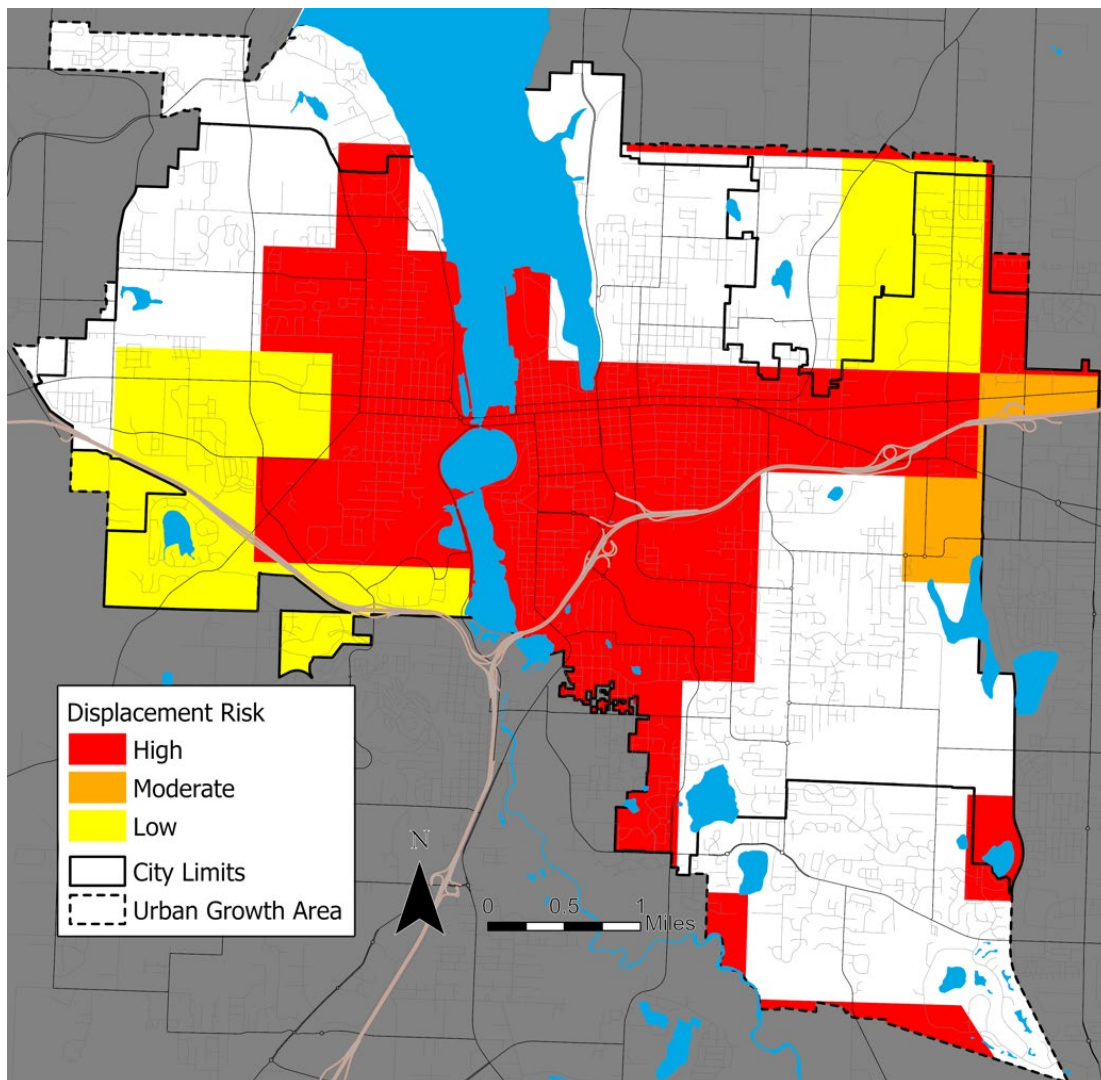 Displacement Risk
High
Moderate
Low
City Limits
Urban Growth Area
N
0 0.5 1
Miles